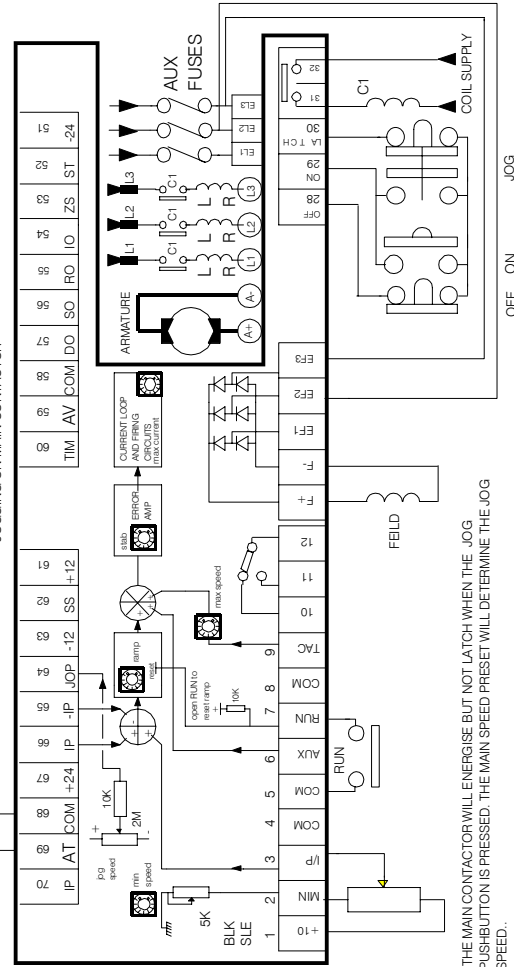 70 69 68 67 66 65 64 63 62 61
IP AT COM +24 IP -IP JOP -12 SS +12
60 59 58 57 56 55 54 53 52 51
TIM AV COM DO SO RO IO ZS ST -24
jog
speed
+
-
10K
2M
min
speed
5K
BLK
SLE
+
-
+
ramp
reset
open RUN to
reset ramp
+
10K
max speed
stab
ERROR
AMP
CURRENT LOOP
AND FIRING
CIRCUITS
max current
ARMATURE
A+ A-
L1 L2 L3
C1 C1 C1
L L L
R R R
L1 L2 L3
AUX
FUSES
EL1 EL2 EL3
1 2 3 4 5 6 7 8 9 10 11 12
+10 MIN I/P COM COM AUX RUN COM TAC
RUN
F+ F- EF1 EF2 EF3
FEILD
28 29 30 31 32
OFF ON LATCH
C1
COIL SUPPLY
OFF ON JOG
THE MAIN CONTACTOR WILL ENERGISE BUT NOT LATCH WHEN THE JOG
PUSHBUTTON IS PRESSED. THE MAIN SPEED PRESET WILL DETERMINE THE JOG
SPEED..